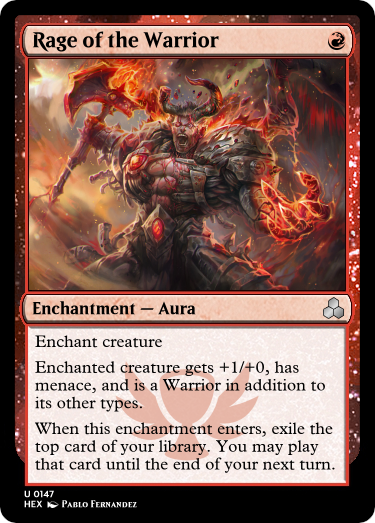 Rage of the Warrior
Enchantment — Aura
Enchant creature
Enchanted creature gets +1/+0, has
menace, and is a Warrior in addition to
its other types.
When this enchantment enters, exile the
top card of your library. You may play
that card until the end of your next turn.
U 0147
HEX Pablo Fernandez